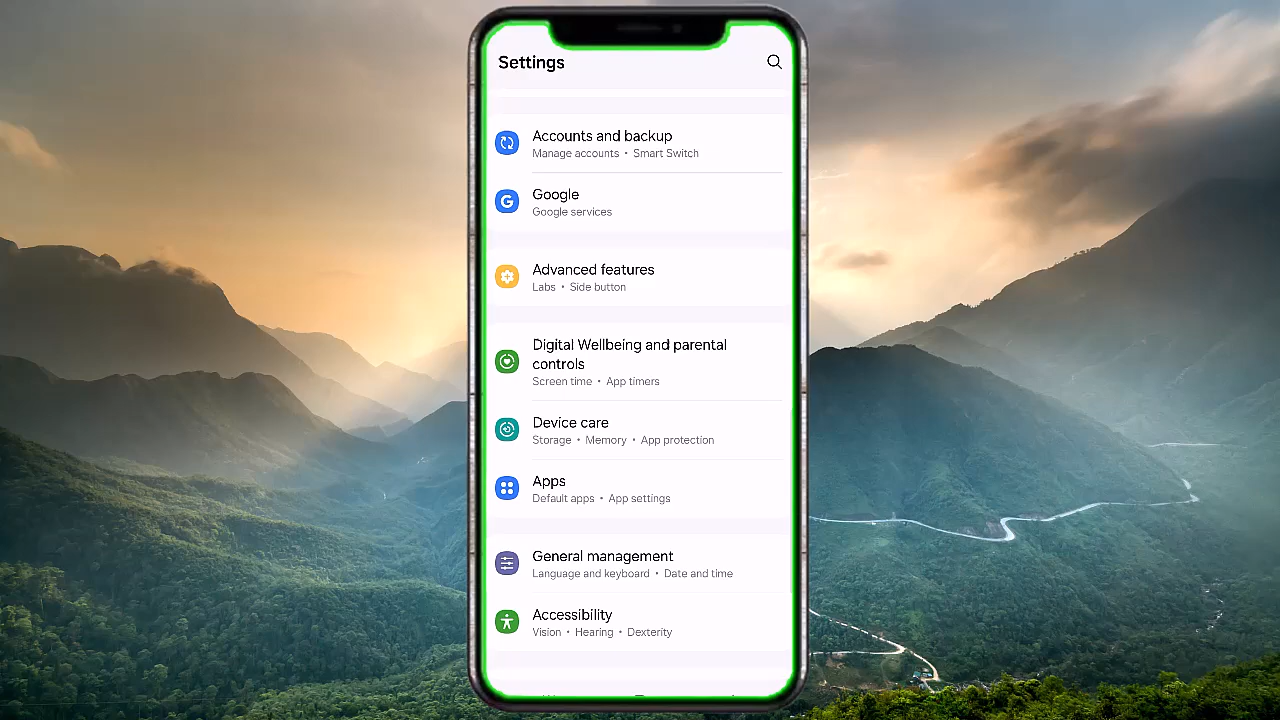 Settings
Accounts and backup
Manage accounts • Smart Switch
Google
Google services
Advanced features
Labs • Side button
Digital Wellbeing and parental
controls
Screen time • App timers
Device care
Storage • Memory • App protection
Apps
Default apps • App settings
General management
Language and keyboard • Date and time
Accessibility
Vision • Hearing • Dexterity